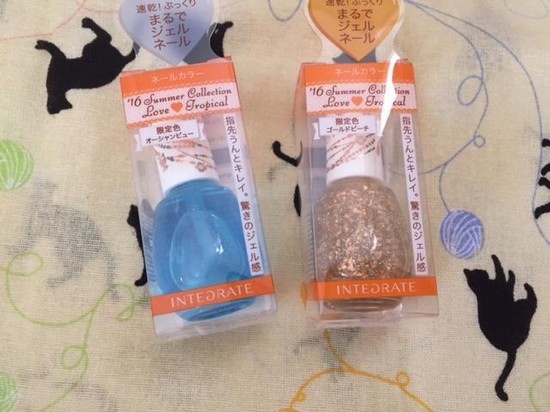 速乾!ぷっくり
まるで
ジェル
ネール
ネールカラー
'16 Summer Collection
Love Tropical
限定色
オーシャンビュー
指先うんとキレイ。驚きのジェル感
INTEGRATE
速乾!ぷっくり
まるで
ジェル
ネール
ネールカラー
'16 Summer Collection
Love Tropical
限定色
ゴールドピーチ
指先うんとキレイ。驚きのジェル感
INTEGRATE